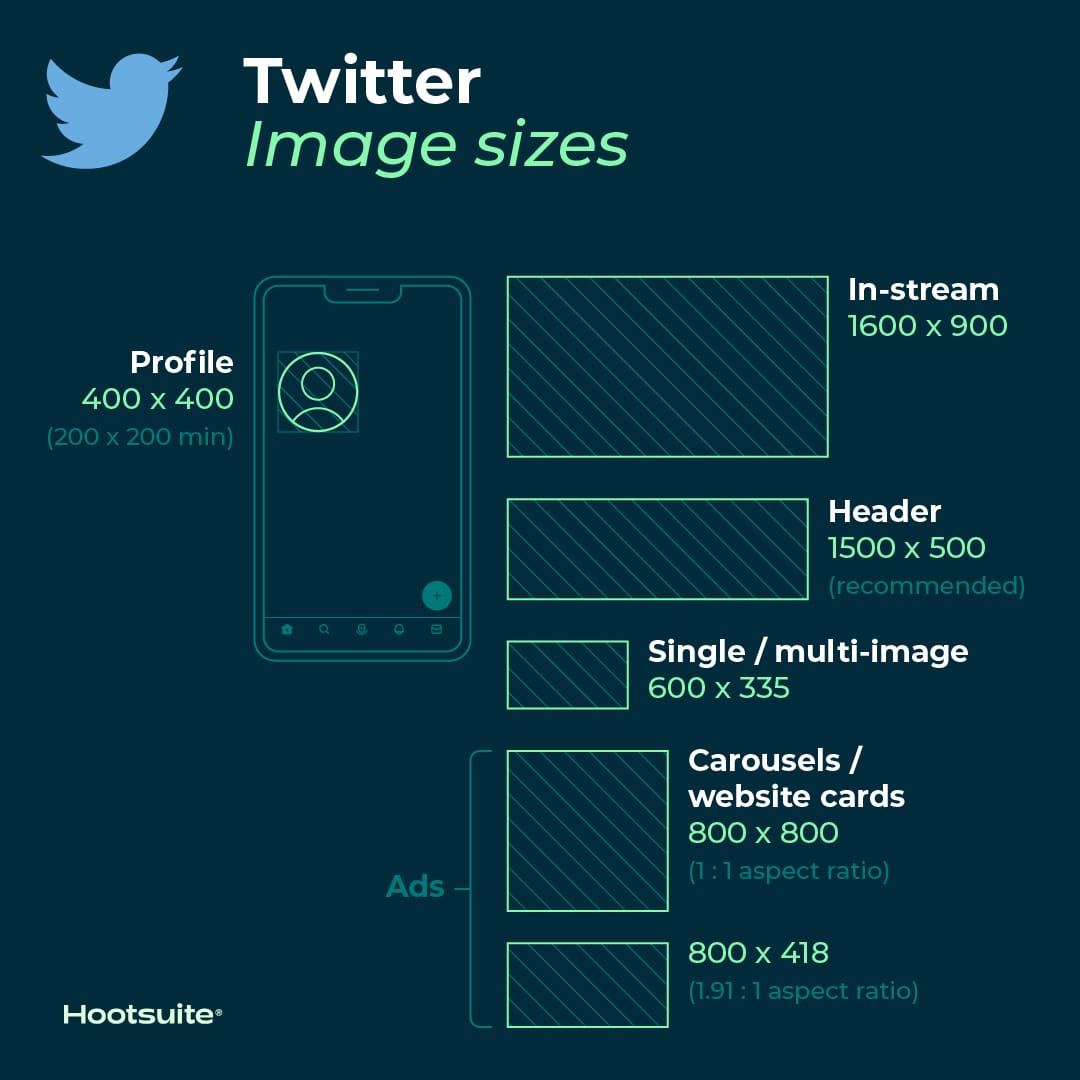 Twitter
Image sizes
Profile
400 x 400
(200 x 200 min)
In-stream
1600 x 900
Header
1500 x 500
(recommended)
Single / multi-image
600 x 335
Ads
Carousels /
website cards
800 x 800
(1 : 1 aspect ratio)
800 x 418
(1.91 : 1 aspect ratio)
Hootsuite®